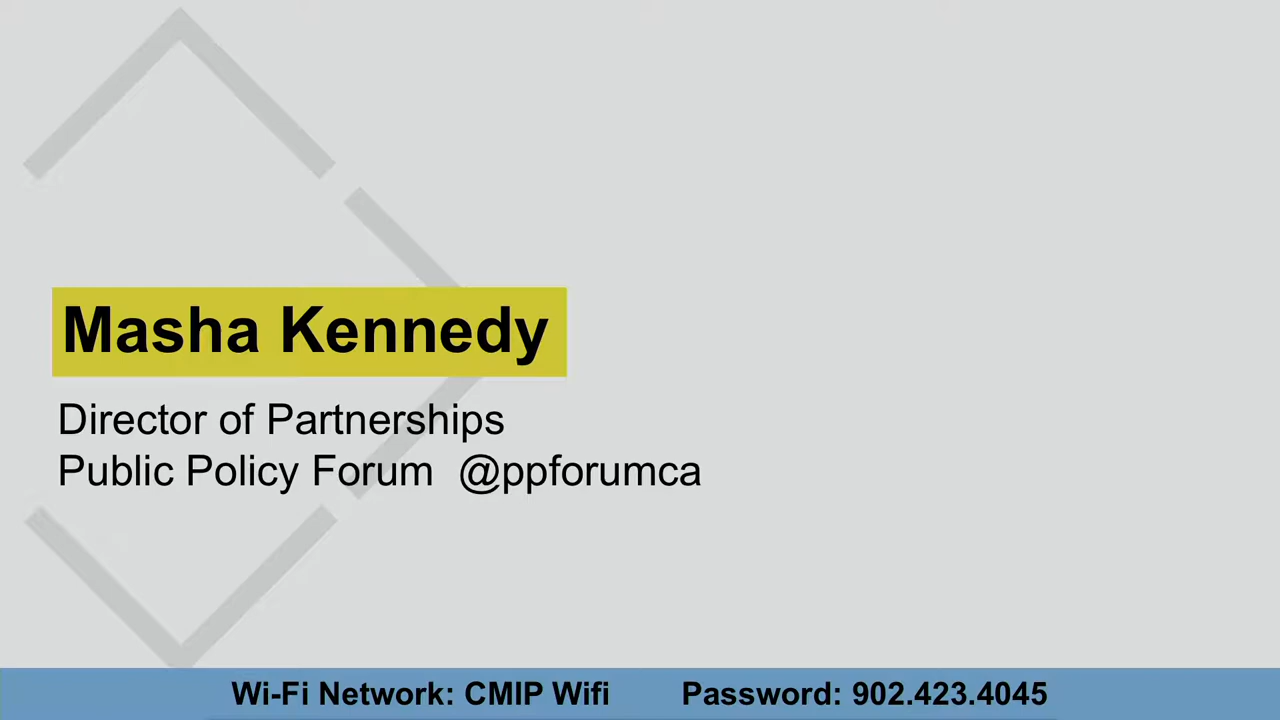 Masha Kennedy
Director of Partnerships
Public Policy Forum @ppforumca
Wi-Fi Network: CMIP Wifi Password: 902.423.4045